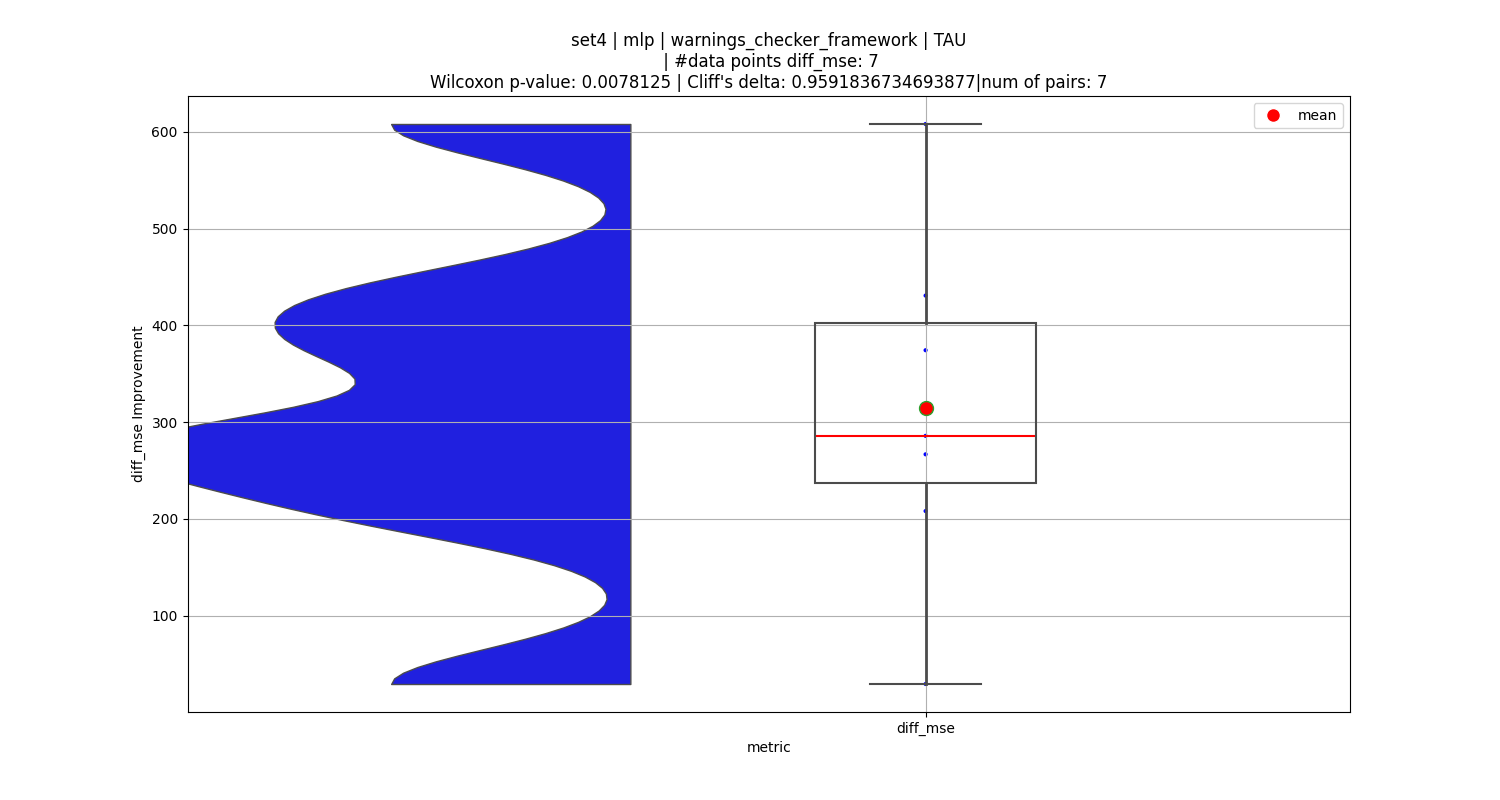 set4 | mlp | warnings_checker_framework | TAU
| #data points diff_mse: 7
Wilcoxon p-value: 0.0078125 | Cliff's delta: 0.9591836734693877|num of pairs: 7
mean
600
500
400
300
200
100
diff_mse Improvement
diff_mse
metric